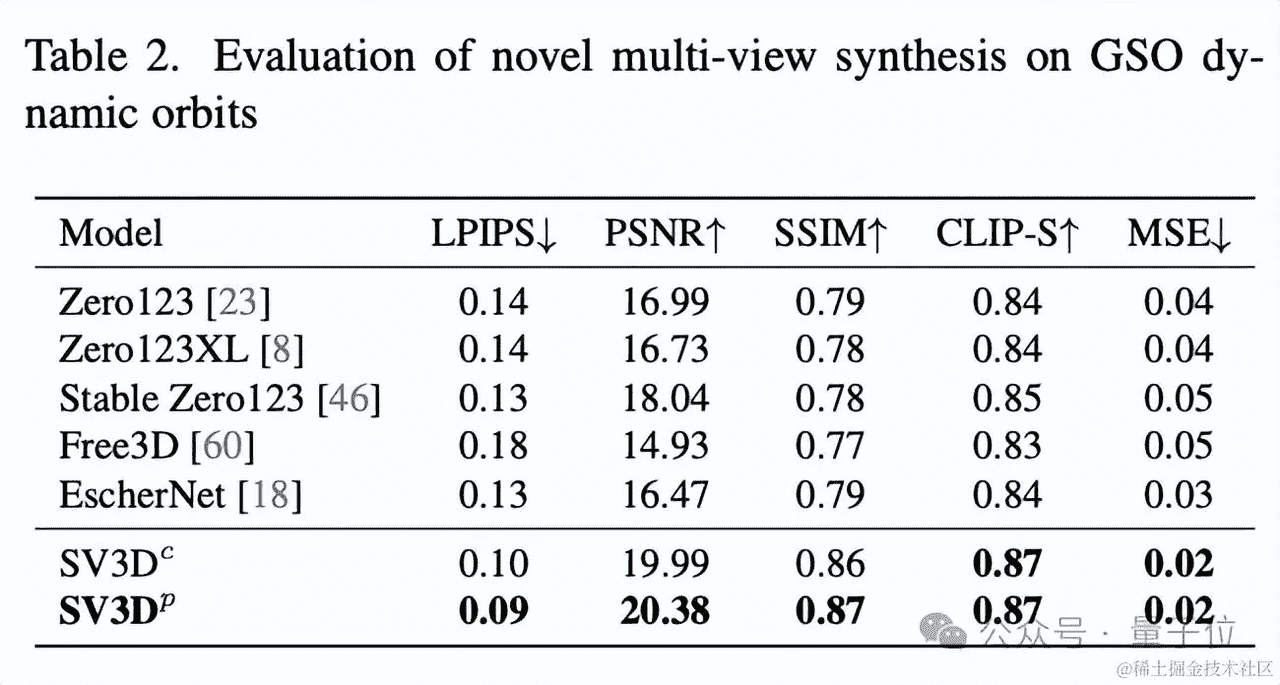 Table 2. Evaluation of novel multi-view synthesis on GSO dy-
namic orbits
Model LPIPS↓ PSNR↑ SSIM↑ CLIP-S↑ MSE↓
Zero123 [23] 0.14 16.99 0.79 0.84 0.04
Zero123XL [8] 0.14 16.73 0.78 0.84 0.04
Stable Zero123 [46] 0.13 18.04 0.78 0.85 0.05
Free3D [60] 0.18 14.93 0.77 0.83 0.05
EscherNet [18] 0.13 16.47 0.79 0.84 0.03
SV3Dᶜ 0.10 19.99 0.86 0.87 0.02
SV3Dᵖ 0.09 20.38 0.87 0.87 0.02
公众号 · 量子位
@稀土掘金技术社区